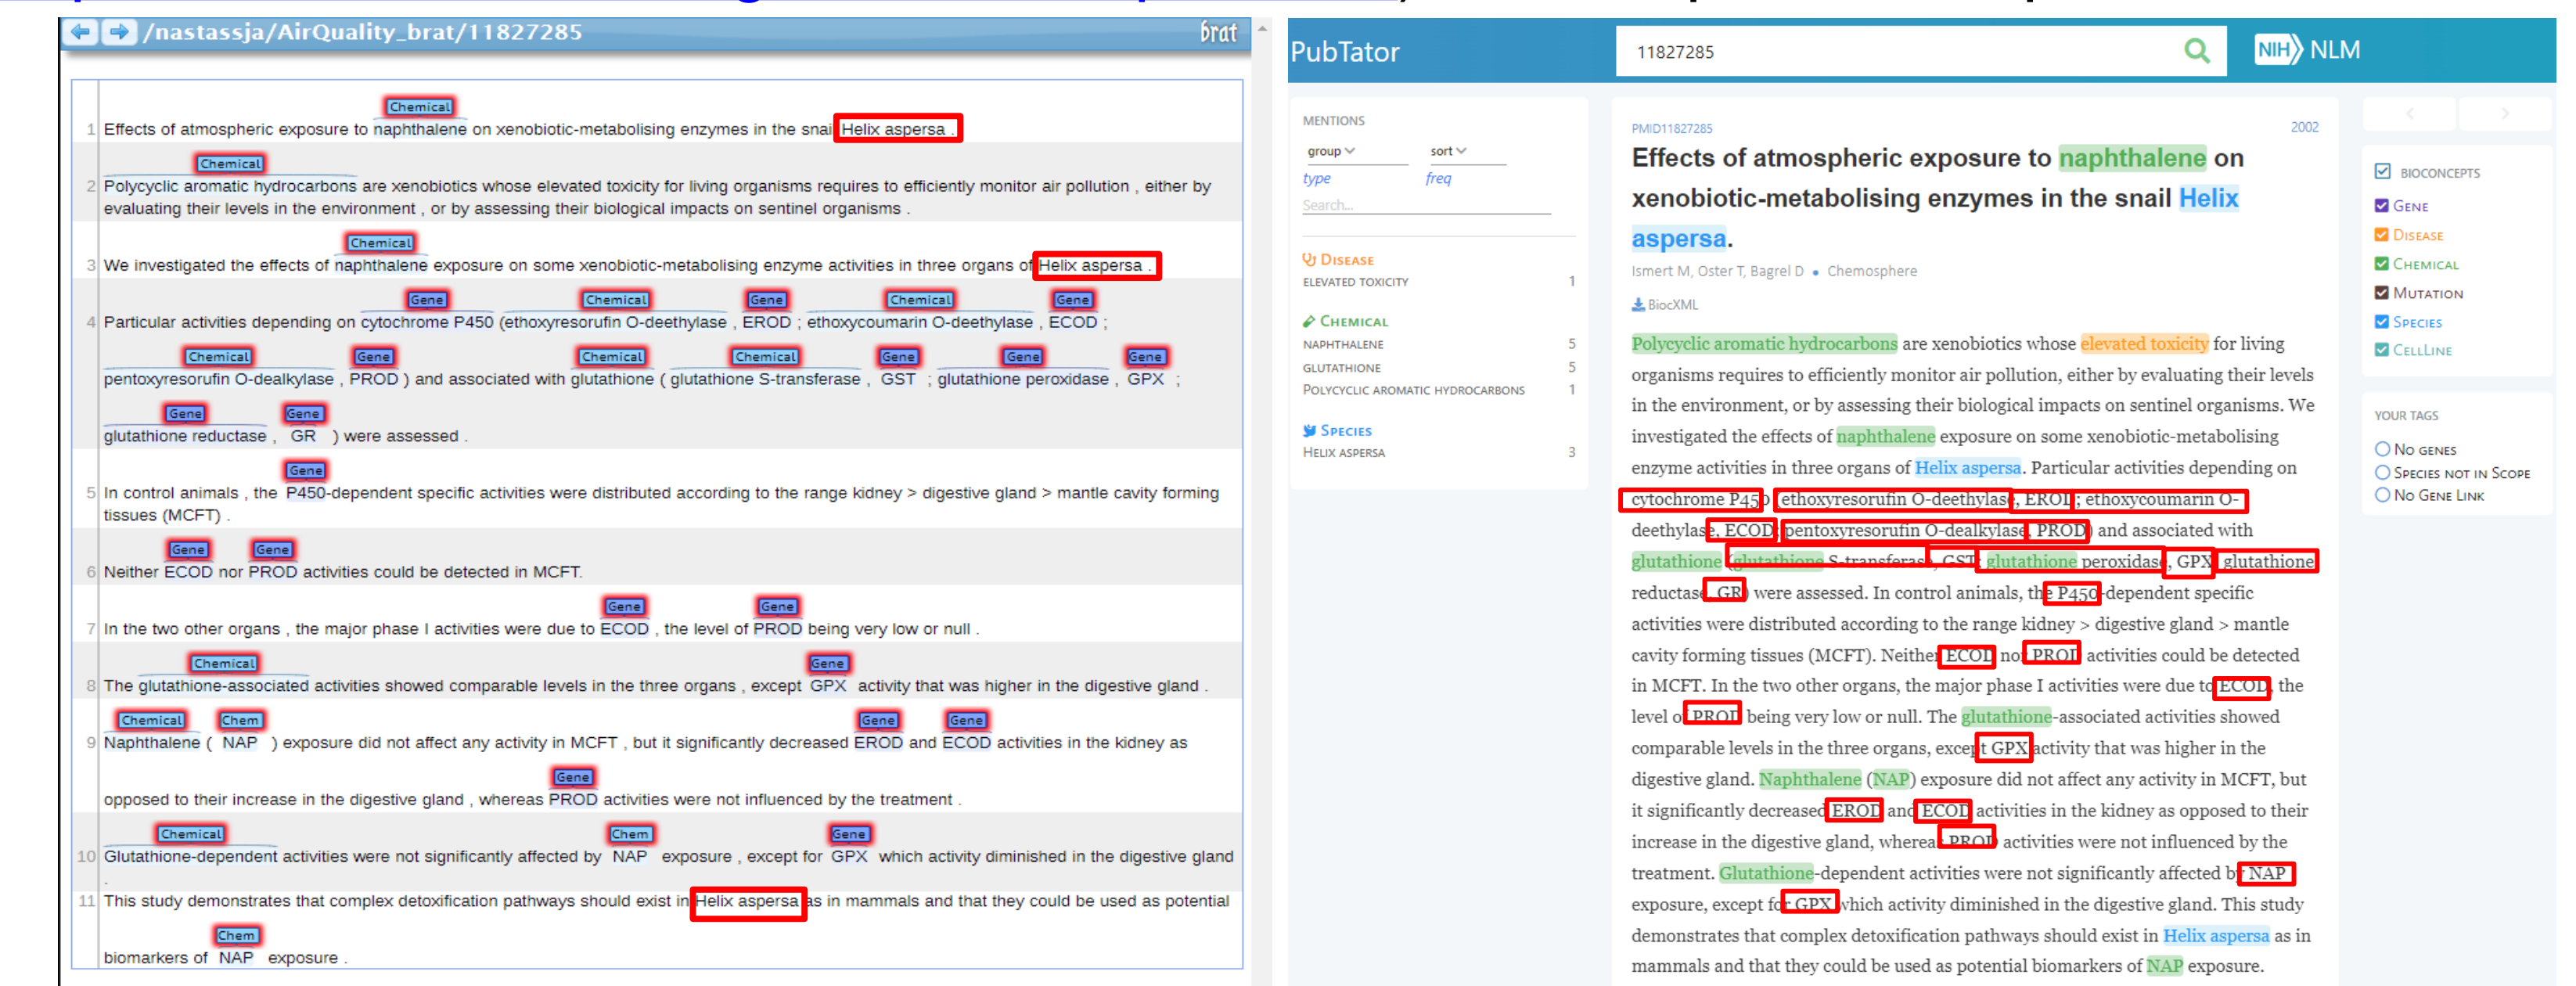 /nastassja/AirQuality_brat/11827285
brat
Chemical
1 Effects of atmospheric exposure to naphthalene on xenobiotic-metabolising enzymes in the snail Helix aspersa .
Chemical
2 Polycyclic aromatic hydrocarbons are xenobiotics whose elevated toxicity for living organisms requires to efficiently monitor air pollution , either by
evaluating their levels in the environment , or by assessing their biological impacts on sentinel organisms .
Chemical
3 We investigated the effects of naphthalene exposure on some xenobiotic-metabolising enzyme activities in three organs of Helix aspersa .
Gene Chemical Gene Chemical Gene
4 Particular activities depending on cytochrome P450 (ethoxyresorufin O-deethylase , EROD ; ethoxycoumarin O-deethylase , ECOD ;
Chemical Gene Chemical Chemical Gene Gene Gene
pentoxyresorufin O-dealkylase , PROD ) and associated with glutathione ( glutathione S-transferase , GST ; glutathione peroxidase , GPX ;
Gene Gene
glutathione reductase , GR ) were assessed .
Gene
5 In control animals , the P450-dependent specific activities were distributed according to the range kidney > digestive gland > mantle cavity forming
tissues (MCFT) .
Gene Gene
6 Neither ECOD nor PROD activities could be detected in MCFT.
Gene Gene
7 In the two other organs , the major phase I activities were due to ECOD , the level of PROD being very low or null .
Chemical Gene
8 The glutathione-associated activities showed comparable levels in the three organs , except GPX activity that was higher in the digestive gland .
Chemical Chem Gene Gene
9 Naphthalene ( NAP ) exposure did not affect any activity in MCFT , but it significantly decreased EROD and ECOD activities in the kidney as
Gene
opposed to their increase in the digestive gland , whereas PROD activities were not influenced by the treatment .
Chemical Chem Gene
10 Glutathione-dependent activities were not significantly affected by NAP exposure , except for GPX which activity diminished in the digestive gland
.
11 This study demonstrates that complex detoxification pathways should exist in Helix aspersa as in mammals and that they could be used as potential
Chem
biomarkers of NAP exposure .
PubTator
11827285
NIH NLM
MENTIONS
group sort
type freq
Search...
DISEASE
ELEVATED TOXICITY 1
CHEMICAL
NAPHTHALENE 5
GLUTATHIONE 5
POLYCYCLIC AROMATIC HYDROCARBONS 1
SPECIES
HELIX ASPERSA 3
PMID11827285 2002
Effects of atmospheric exposure to naphthalene on
xenobiotic-metabolising enzymes in the snail Helix
aspersa.
Ismert M, Oster T, Bagrel D • Chemosphere
BiocXML
Polycyclic aromatic hydrocarbons are xenobiotics whose elevated toxicity for living
organisms requires to efficiently monitor air pollution, either by evaluating their levels
in the environment, or by assessing their biological impacts on sentinel organisms. We
investigated the effects of naphthalene exposure on some xenobiotic-metabolising
enzyme activities in three organs of Helix aspersa. Particular activities depending on
cytochrome P450 (ethoxyresorufin O-deethylase, EROD; ethoxycoumarin O-
deethylase, ECOD; pentoxyresorufin O-dealkylase, PROD) and associated with
glutathione (glutathione S-transferase, GST; glutathione peroxidase, GPX; glutathione
reductase, GR) were assessed. In control animals, the P450-dependent specific
activities were distributed according to the range kidney > digestive gland > mantle
cavity forming tissues (MCFT). Neither ECOD nor PROD activities could be detected
in MCFT. In the two other organs, the major phase I activities were due to ECOD, the
level of PROD being very low or null. The glutathione-associated activities showed
comparable levels in the three organs, except GPX activity that was higher in the
digestive gland. Naphthalene (NAP) exposure did not affect any activity in MCFT, but
it significantly decreased EROD and ECOD activities in the kidney as opposed to their
increase in the digestive gland, whereas PROD activities were not influenced by the
treatment. Glutathione-dependent activities were not significantly affected by NAP
exposure, except for GPX which activity diminished in the digestive gland. This study
demonstrates that complex detoxification pathways should exist in Helix aspersa as in
mammals and that they could be used as potential biomarkers of NAP exposure.
BIOCONCEPTS
GENE
DISEASE
CHEMICAL
MUTATION
SPECIES
CELLLINE
YOUR TAGS
NO GENES
SPECIES NOT IN SCOPE
NO GENE LINK